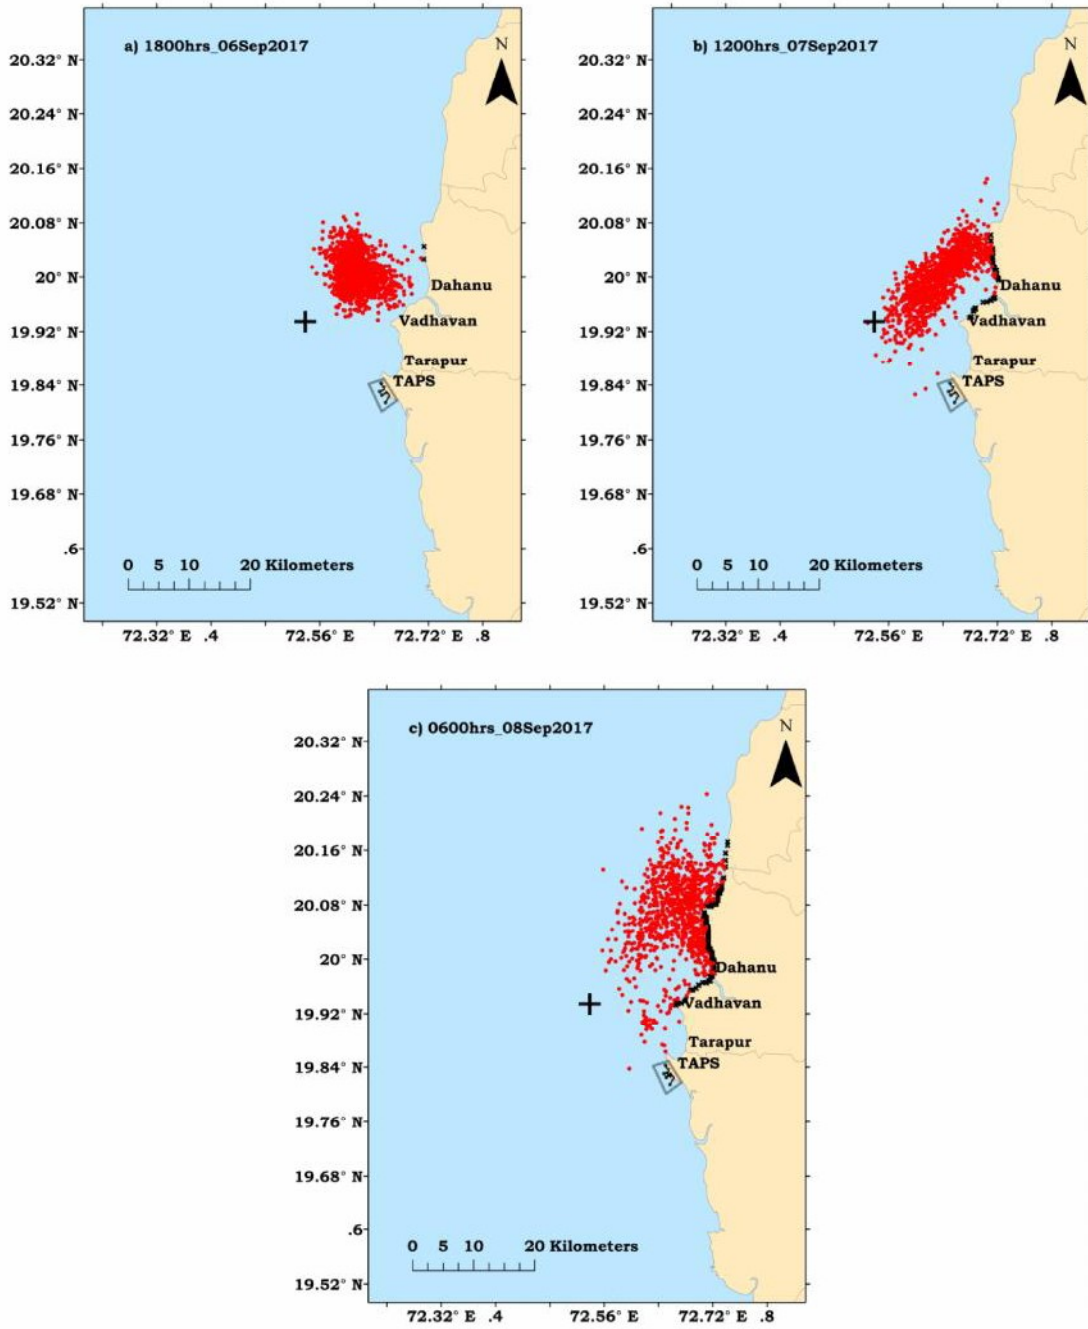 a) 1800hrs_06Sep2017
N
20.32° N
20.24° N
20.16° N
20.08° N
20° N
19.92° N
19.84° N
19.76° N
19.68° N
.6
19.52° N
Dahanu
Vadhavan
Tarapur
TAPS
0 5 10 20 Kilometers
72.32° E .4 72.56° E 72.72° E .8
b) 1200hrs_07Sep2017
N
20.32° N
20.24° N
20.16° N
20.08° N
20° N
19.92° N
19.84° N
19.76° N
19.68° N
.6
19.52° N
Dahanu
Vadhavan
Tarapur
TAPS
0 5 10 20 Kilometers
72.32° E .4 72.56° E 72.72° E .8
c) 0600hrs_08Sep2017
N
20.32° N
20.24° N
20.16° N
20.08° N
20° N
19.92° N
19.84° N
19.76° N
19.68° N
.6
19.52° N
Dahanu
Vadhavan
Tarapur
TAPS
0 5 10 20 Kilometers
72.32° E .4 72.56° E 72.72° E .8